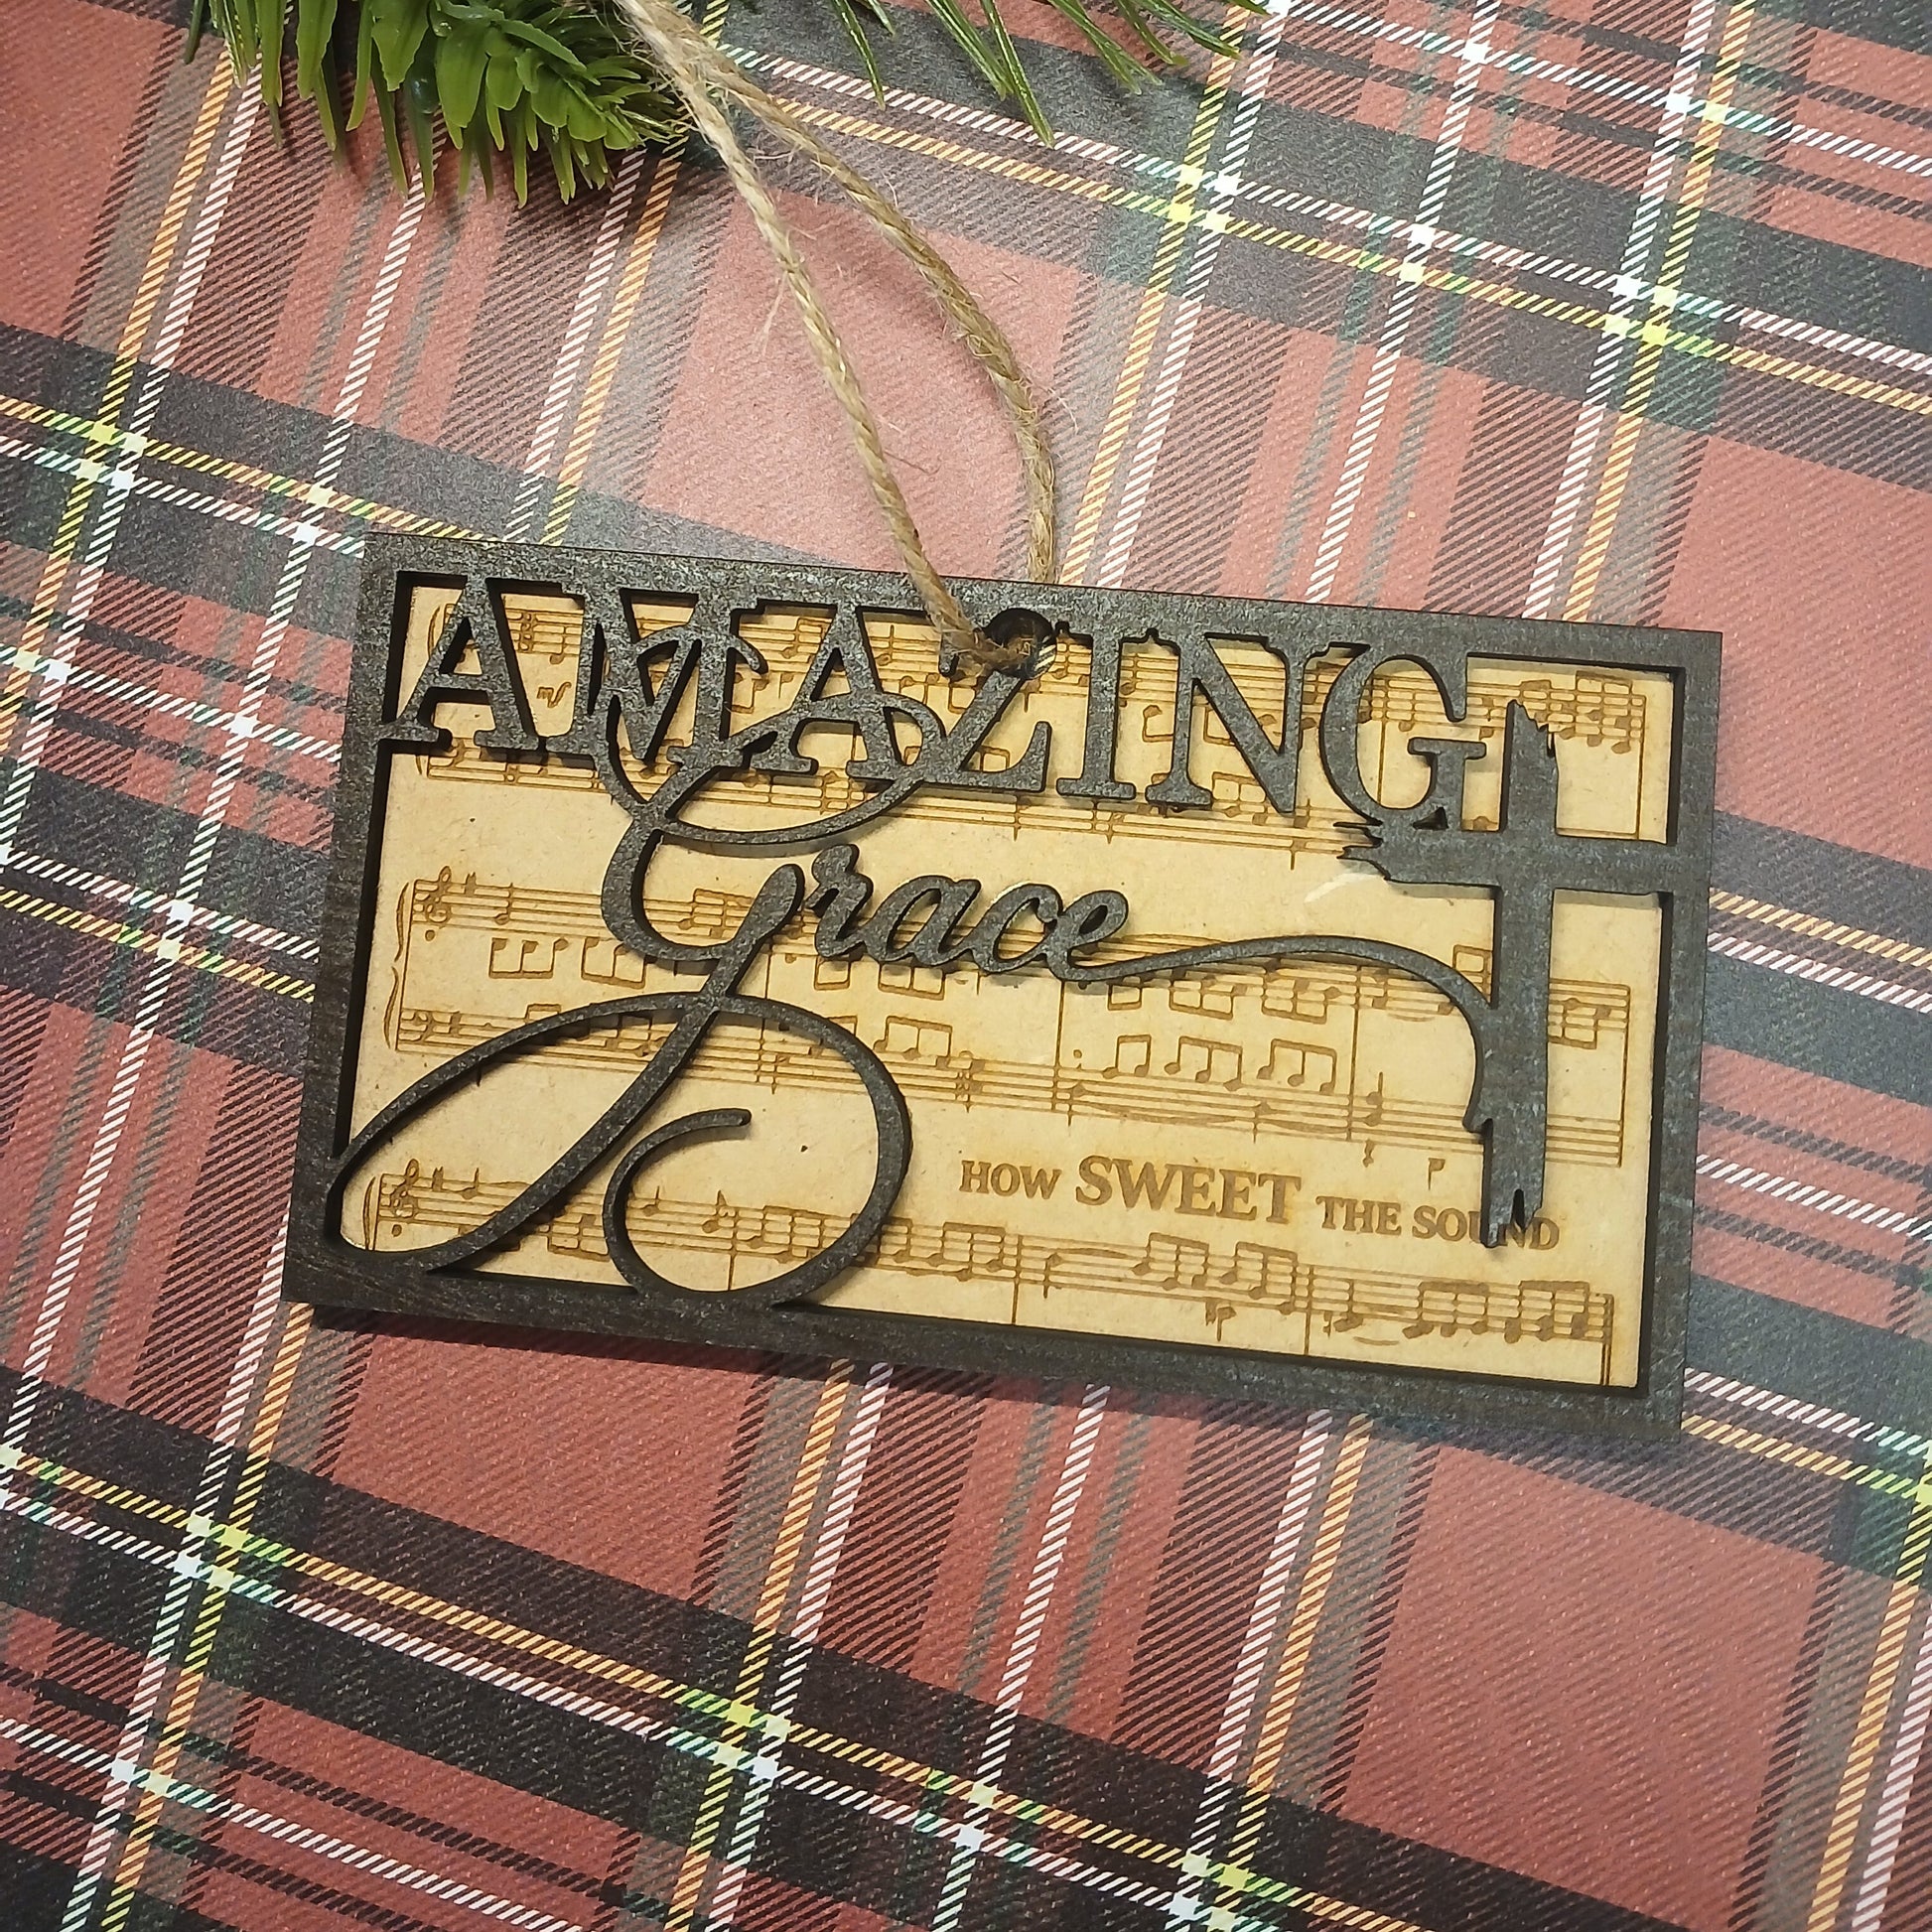 AMAZING
Grace
HOW SWEET THE SOUND